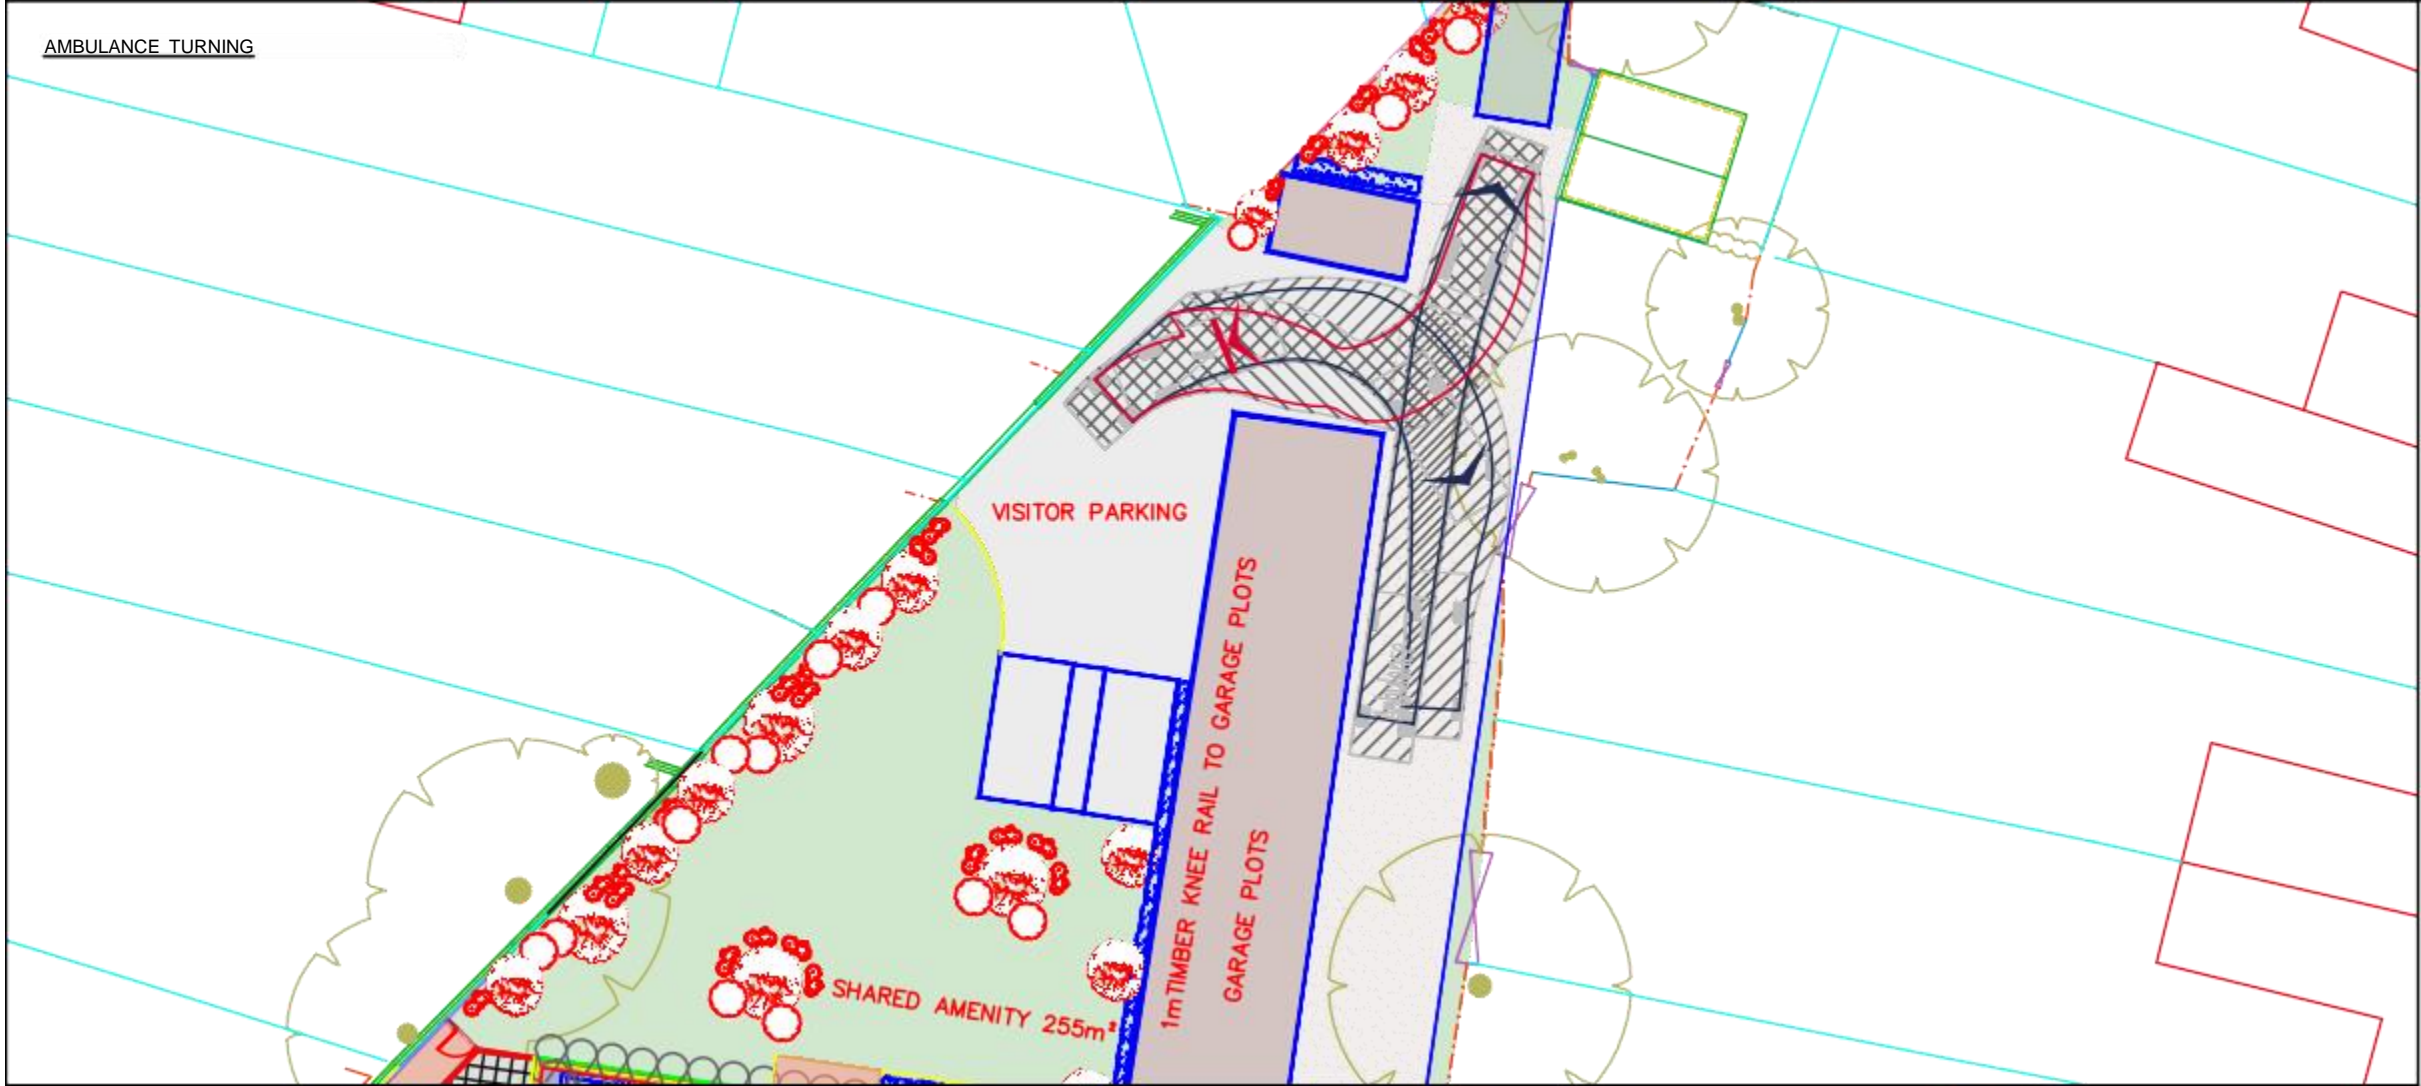 AMBULANCE TURNING
VISITOR PARKING
1m TIMBER KNEE RAIL TO GARAGE PLOTS
GARAGE PLOTS
SHARED AMENITY 255m²